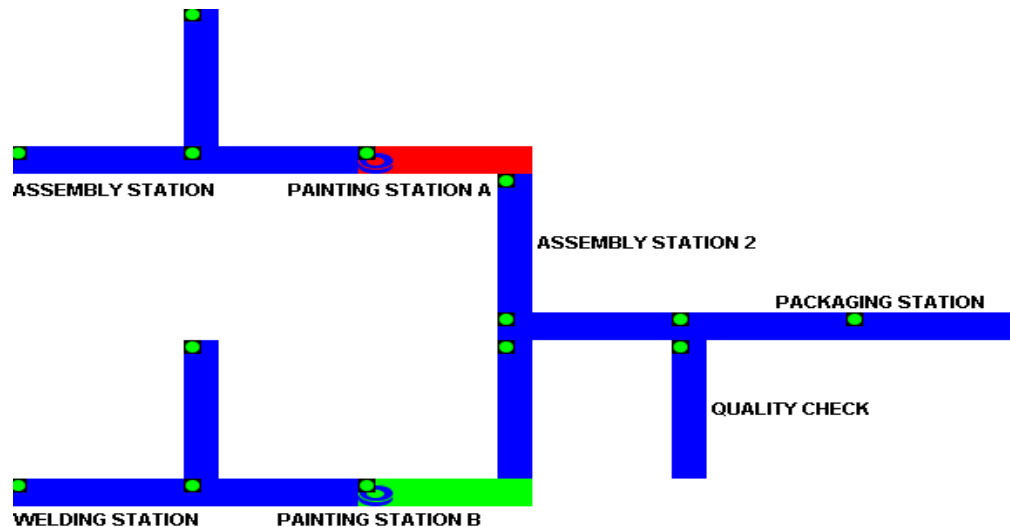 ASSEMBLY STATION
PAINTING STATION A
ASSEMBLY STATION 2
PACKAGING STATION
QUALITY CHECK
WELDING STATION
PAINTING STATION B